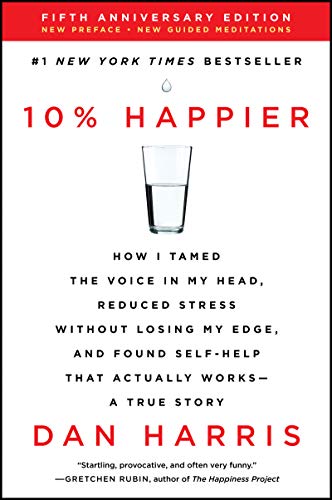 FIFTH ANNIVERSARY EDITION
NEW PREFACE • NEW GUIDED MEDITATIONS
#1 NEW YORK TIMES BESTSELLER
10% HAPPIER
HOW I TAMED
THE VOICE IN MY HEAD,
REDUCED STRESS
WITHOUT LOSING MY EDGE,
AND FOUND SELF-HELP
THAT ACTUALLY WORKS—
A TRUE STORY
DAN HARRIS
“Startling, provocative, and often very funny.”
—GRETCHEN RUBIN, author of The Happiness Project